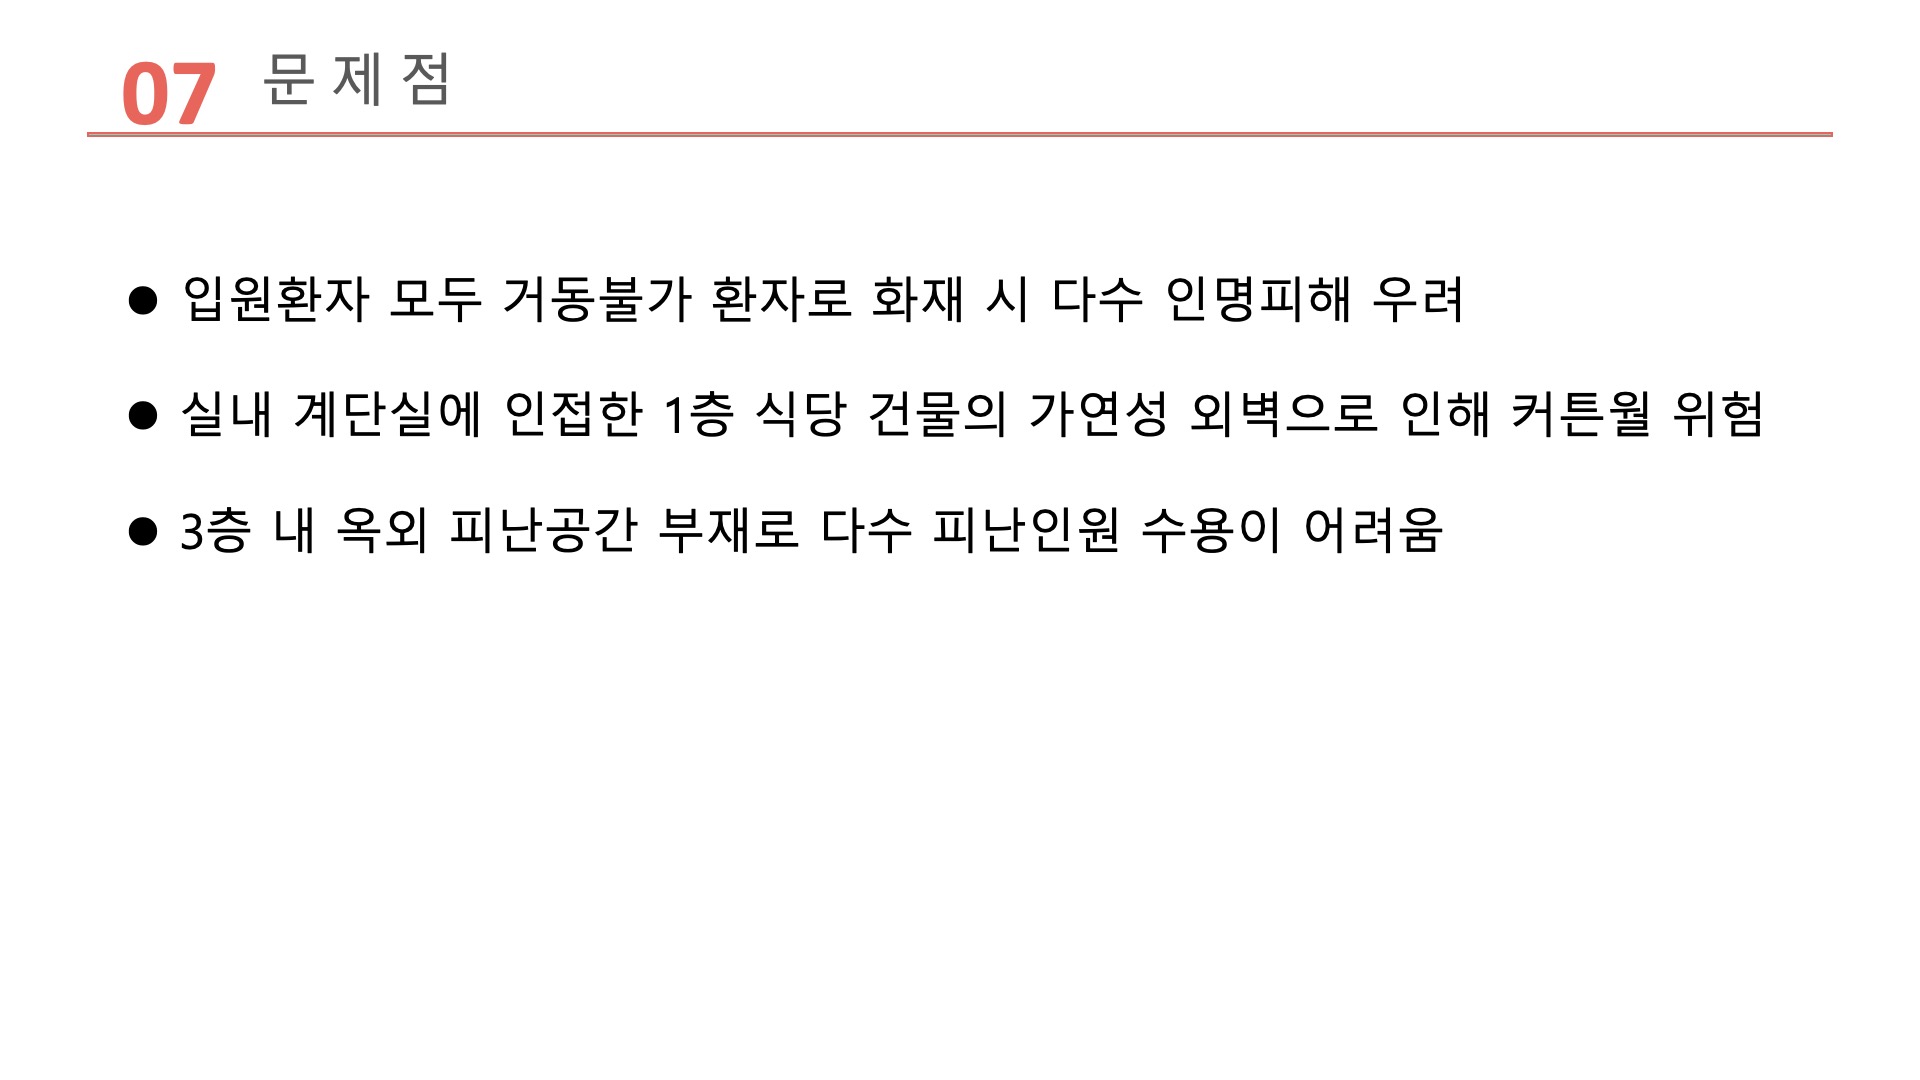 07 문제점
● 입원환자 모두 거동불가 환자로 화재 시 다수 인명피해 우려
● 실내 계단실에 인접한 1층 식당 건물의 가연성 외벽으로 인해 커튼월 위험
● 3층 내 옥외 피난공간 부재로 다수 피난인원 수용이 어려움